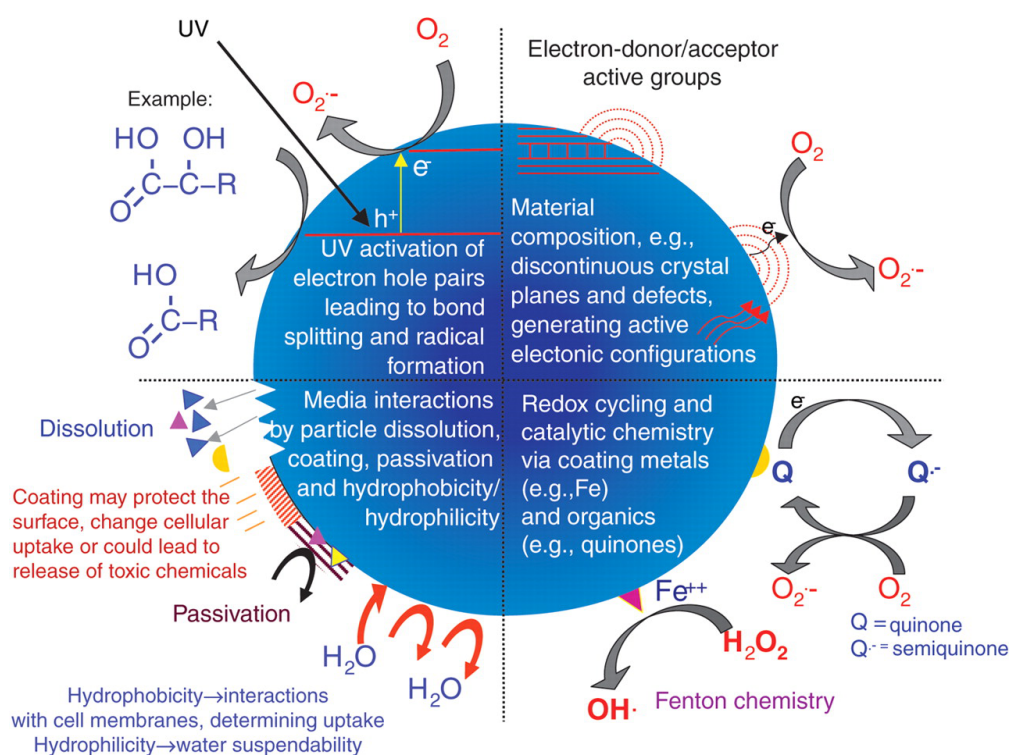 UV
O2
O2·-
Example:
HO OH
C–C–R
O
HO
C–R
O
e-
h+
UV activation of
electron hole pairs
leading to bond
splitting and radical
formation
Electron-donor/acceptor
active groups
O2
e-
O2·-
Material
composition, e.g.,
discontinuous crystal
planes and defects,
generating active
electonic configurations
Dissolution
Coating may protect the
surface, change cellular
uptake or could lead to
release of toxic chemicals
Passivation
Media interactions
by particle dissolution,
coating, passivation
and hydrophobicity/
hydrophilicity
H2O
H2O
Hydrophobicity→interactions
with cell membranes, determining uptake
Hydrophilicity→water suspendability
Redox cycling and
catalytic chemistry
via coating metals
(e.g.,Fe)
and organics
(e.g., quinones)
e-
Q Q·-
O2·- O2
Q = quinone
Q·- = semiquinone
Fe++
H2O2
OH·
Fenton chemistry